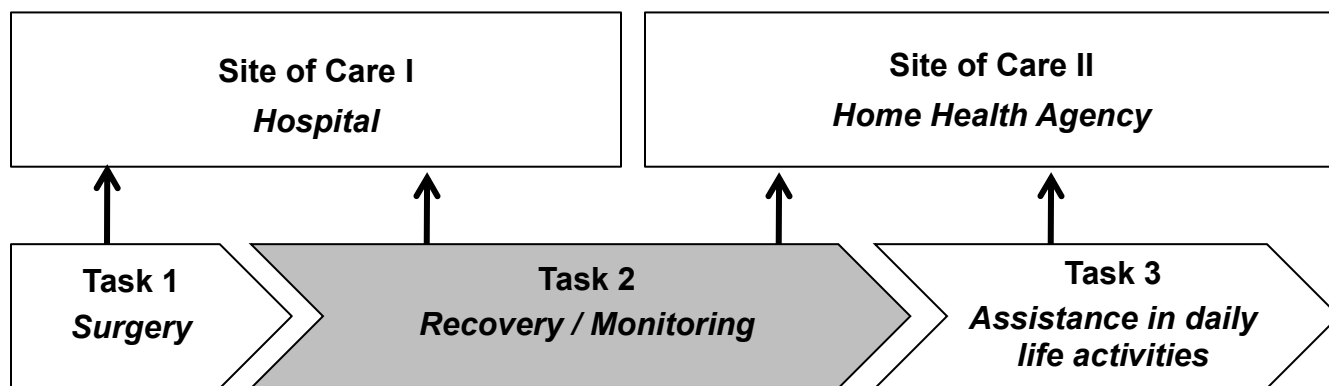 Site of Care I
Hospital
Site of Care II
Home Health Agency
Task 1
Surgery
Task 2
Recovery / Monitoring
Task 3
Assistance in daily
life activities